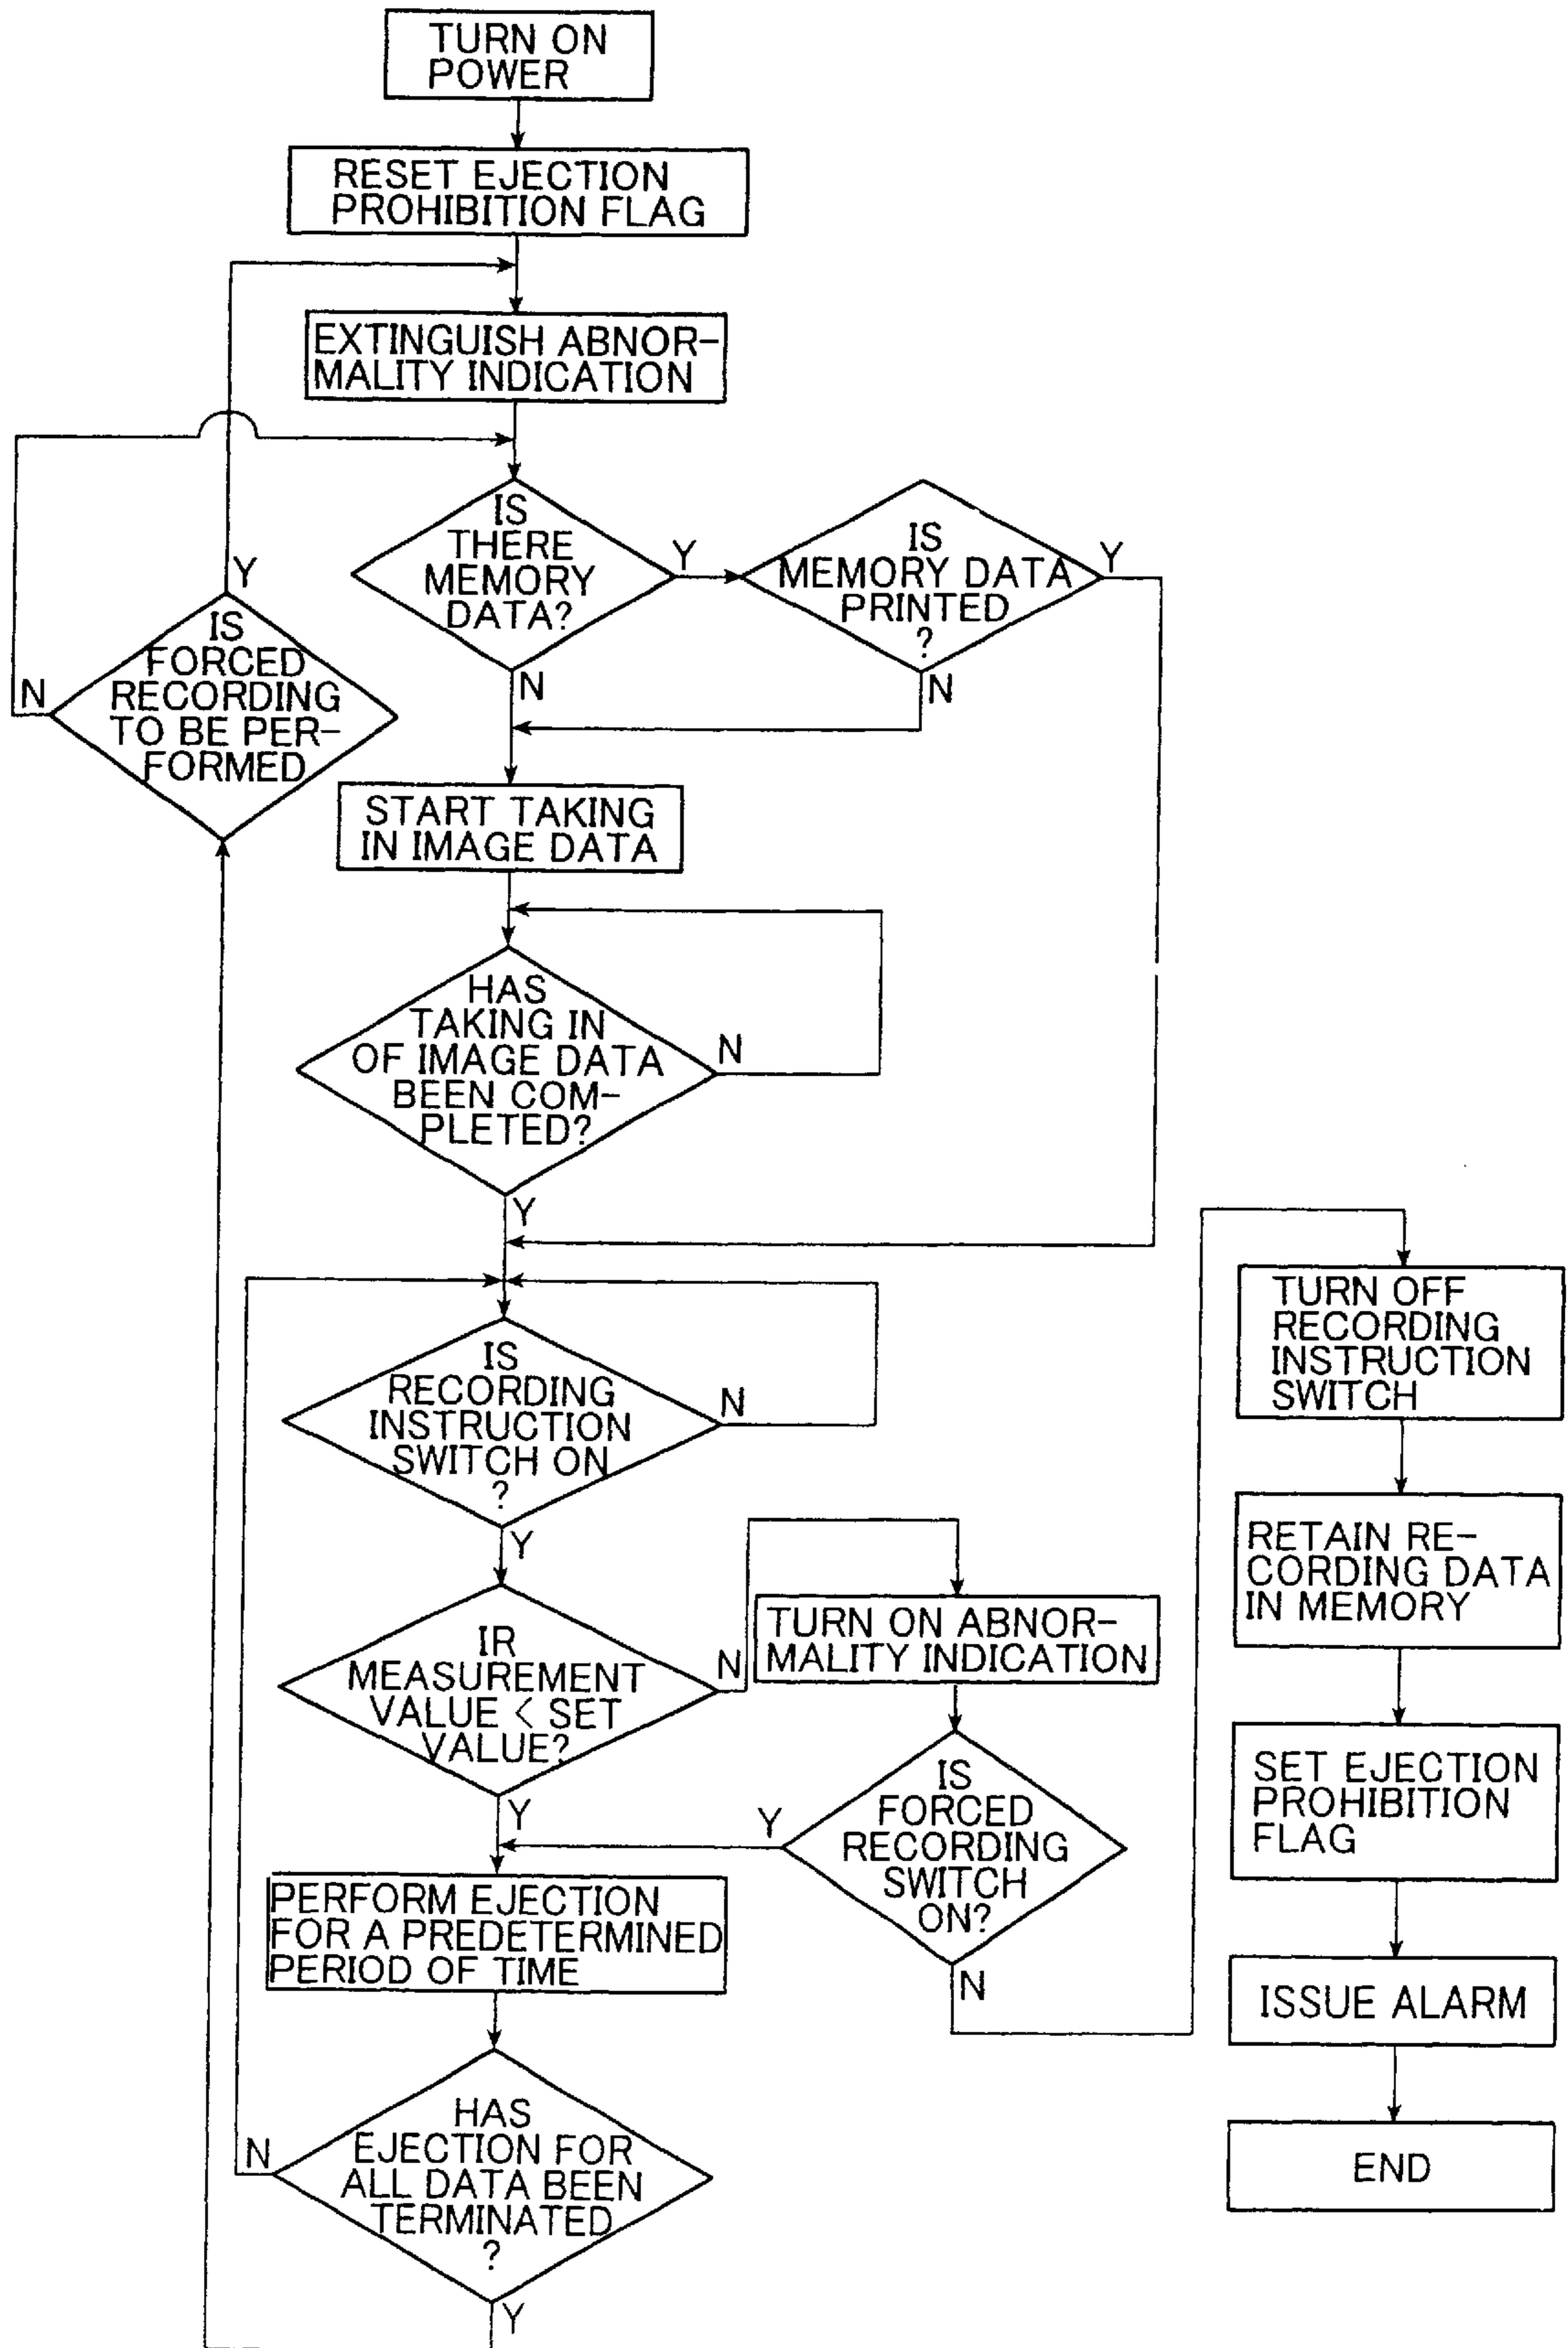 TURN ON
POWER
RESET EJECTION
PROHIBITION FLAG
EXTINGUISH ABNOR-
MALITY INDICATION
IS
THERE
MEMORY
DATA?
Y
N
IS
MEMORY DATA
PRINTED
?
Y
N
Y
IS
FORCED
RECORDING
TO BE PER-
FORMED
N
START TAKING
IN IMAGE DATA
HAS
TAKING IN
OF IMAGE DATA
BEEN COM-
PLETED?
N
Y
IS
RECORDING
INSTRUCTION
SWITCH ON
?
N
Y
IR
MEASUREMENT
VALUE < SET
VALUE?
N
Y
TURN ON ABNOR-
MALITY INDICATION
IS
FORCED
RECORDING
SWITCH
ON?
Y
N
PERFORM EJECTION
FOR A PREDETERMINED
PERIOD OF TIME
HAS
EJECTION FOR
ALL DATA BEEN
TERMINATED
?
N
Y
TURN OFF
RECORDING
INSTRUCTION
SWITCH
RETAIN RE-
CORDING DATA
IN MEMORY
SET EJECTION
PROHIBITION
FLAG
ISSUE ALARM
END